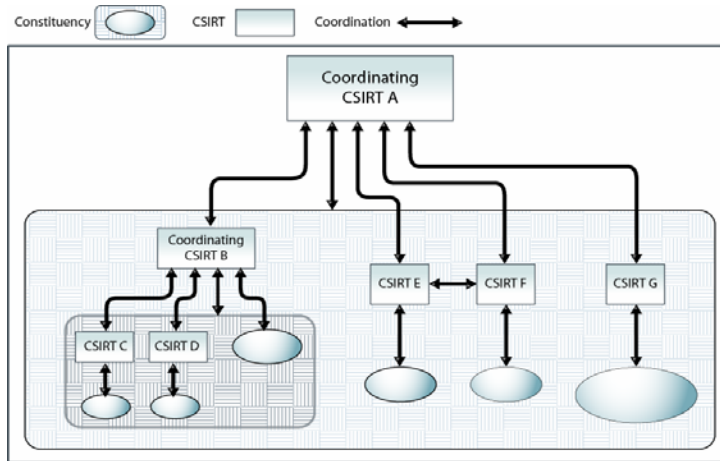 Constituency
CSIRT
Coordination
Coordinating
CSIRT A
Coordinating
CSIRT B
CSIRT E
CSIRT F
CSIRT G
CSIRT C
CSIRT D